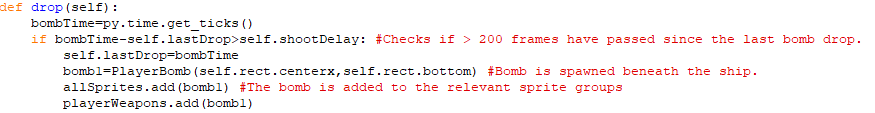 def drop(self):
    bombTime=py.time.get_ticks()
    if bombTime-self.lastDrop>self.shootDelay: #Checks if > 200 frames have passed since the last bomb drop.
        self.lastDrop=bombTime
        bomb1=PlayerBomb(self.rect.centerx,self.rect.bottom) #Bomb is spawned beneath the ship.
        allSprites.add(bomb1) #The bomb is added to the relevant sprite groups
        playerWeapons.add(bomb1)